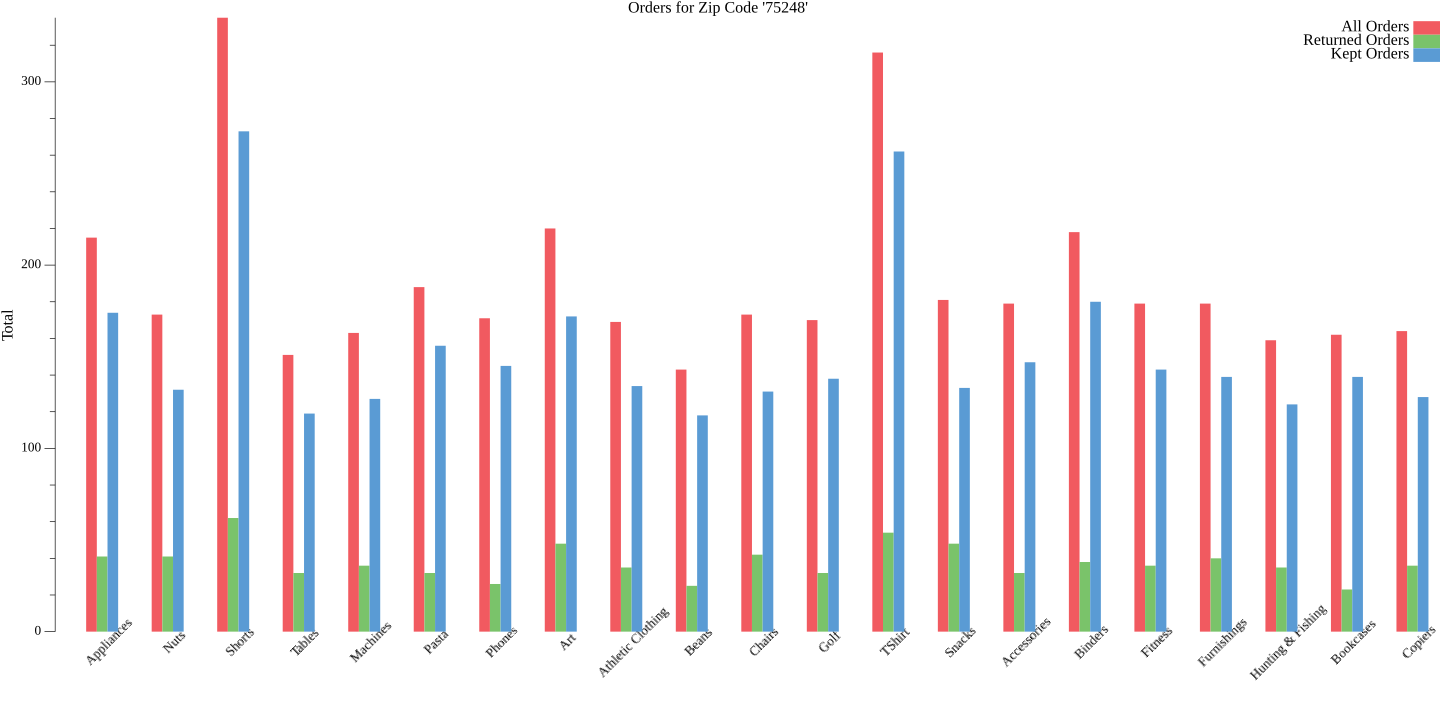 Orders for Zip Code '75248'
All Orders
Returned Orders
Kept Orders
Total
300
200
100
0
Appliances
Nuts
Shorts
Tables
Machines
Pasta
Phones
Art
Athletic Clothing
Beans
Chairs
Golf
TShirt
Snacks
Accessories
Binders
Fitness
Furnishings
Hunting & Fishing
Bookcases
Copiers